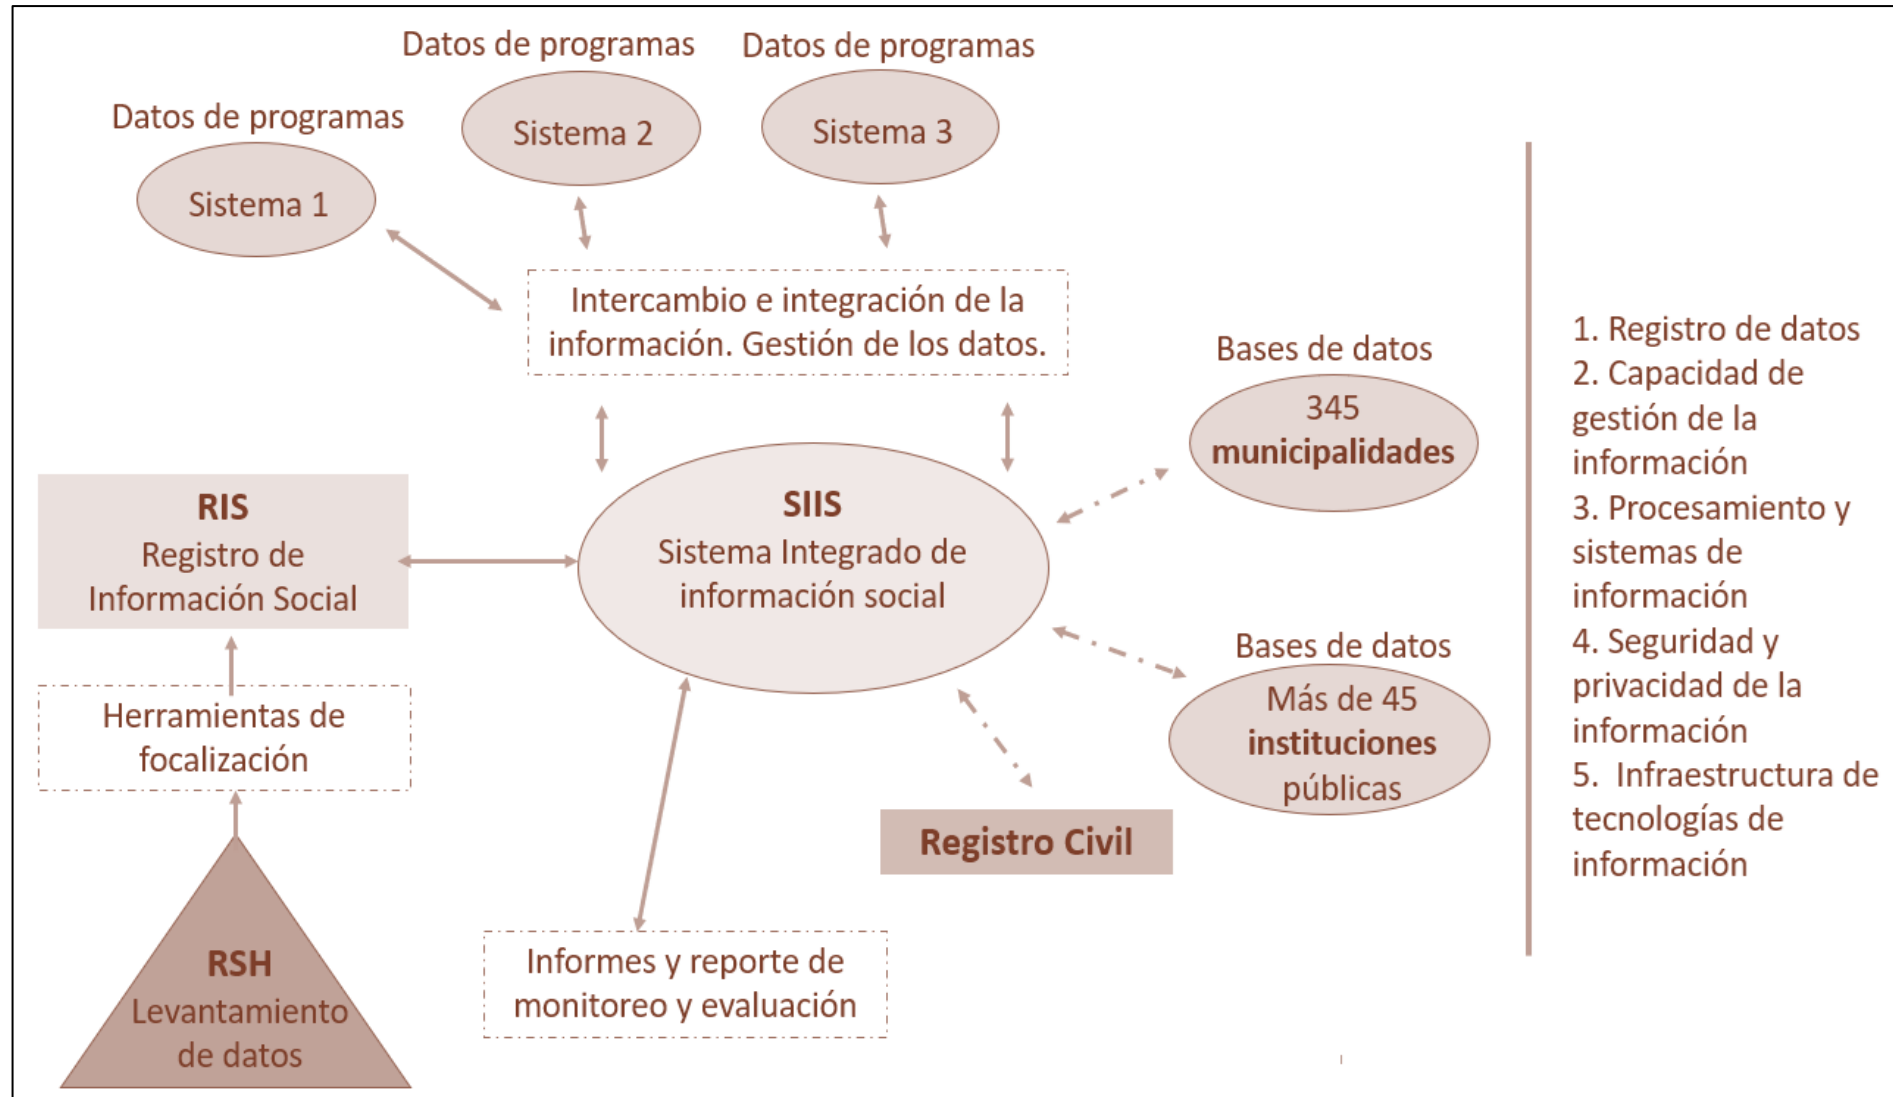 Datos de programas
Sistema 1
Datos de programas
Sistema 2
Datos de programas
Sistema 3
Intercambio e integración de la
información. Gestión de los datos.
RIS
Registro de
Información Social
Herramientas de
focalización
RSH
Levantamiento
de datos
SIIS
Sistema Integrado de
información social
Informes y reporte de
monitoreo y evaluación
Bases de datos
345
municipalidades
Bases de datos
Más de 45
instituciones
públicas
Registro Civil
1. Registro de datos
2. Capacidad de
gestión de la
información
3. Procesamiento y
sistemas de
información
4. Seguridad y
privacidad de la
información
5.  Infraestructura de
tecnologías de
información